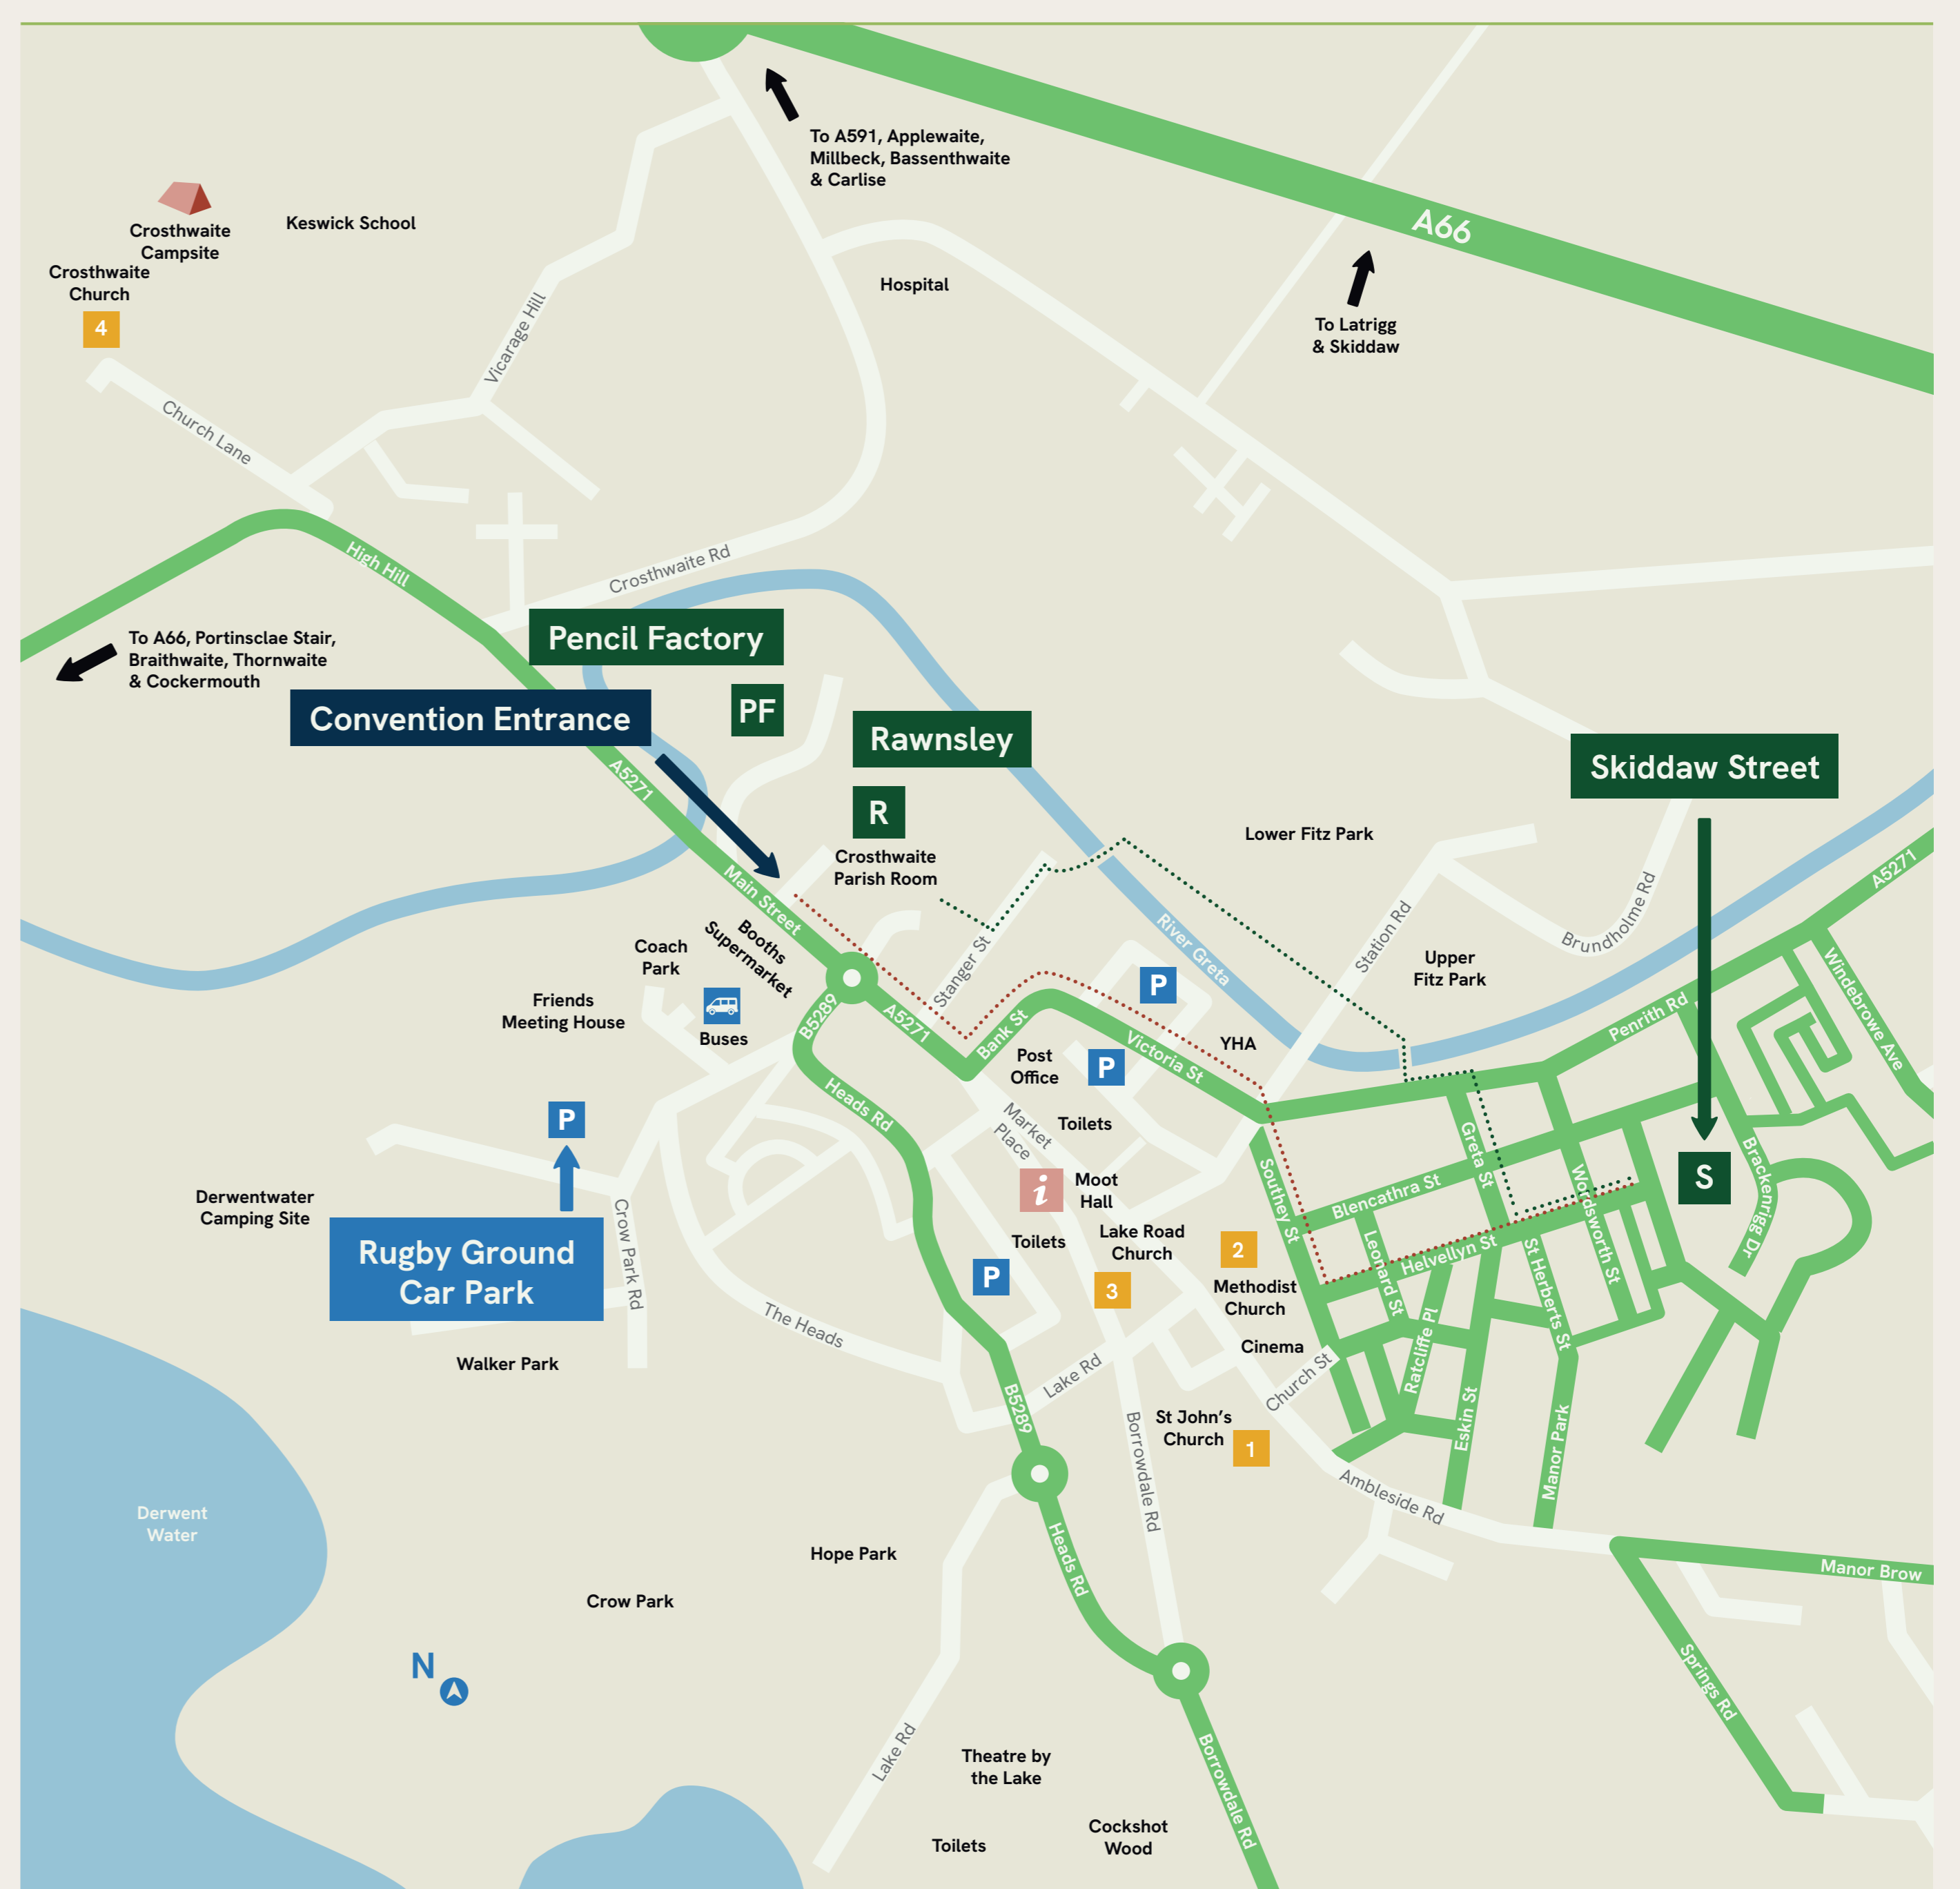 To A591, Applewaite,
Millbeck, Bassenthwaite
& Carlise
A66
Crosthwaite
Campsite
Keswick School
Crosthwaite
Church
4
Hospital
To Latrigg
& Skiddaw
Vicarage Hill
Church Lane
High Hill
Crosthwaite Rd
To A66, Portinsclae Stair,
Braithwaite, Thornwaite
& Cockermouth
Pencil Factory
PF
Convention Entrance
Rawnsley
R
Crosthwaite
Parish Room
Skiddaw Street
A5271
Main Street
Lower Fitz Park
A5271
Booths
Supermarket
Coach
Park
Buses
Friends
Meeting House
Stanger St
River Greta
Station Rd
Brundholme Rd
Upper
Fitz Park
Windebrowe Ave
Penrith Rd
P
B5289
A5271
Bank St
Post
Office
P
Victoria St
YHA
Heads Rd
Market
Place
Toilets
P
Rugby Ground
Car Park
Derwentwater
Camping Site
Crow Park Rd
i
Moot
Hall
Toilets
Lake Road
Church
3
2
Methodist
Church
P
Southey St
Blencathra St
Greta St
Wordsworth St
S
Brackenrigg Dr
Leonard St
Helvellyn St
St Herberts St
Ratcliffe Pl
The Heads
Walker Park
Cinema
Church St
Lake Rd
B5289
Borrowdale Rd
St John’s
Church
1
Eskin St
Manor Park
Ambleside Rd
Derwent
Water
Hope Park
Heads Rd
Crow Park
Manor Brow
N
Springs Rd
Lake Rd
Theatre by
the Lake
Borrowdale Rd
Toilets
Cockshot
Wood